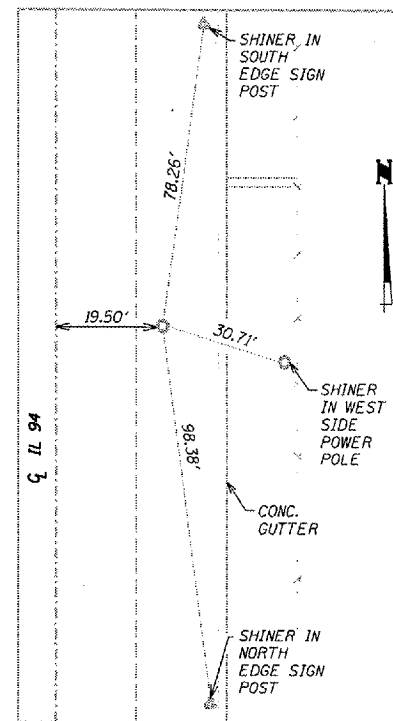 SHINER IN
SOUTH
EDGE SIGN
POST
78.26'
N
19.50'
30.71'
SHINER
IN WEST
SIDE
POWER
POLE
98.38'
℄ IL 94
CONC.
GUTTER
SHINER IN
NORTH
EDGE SIGN
POST